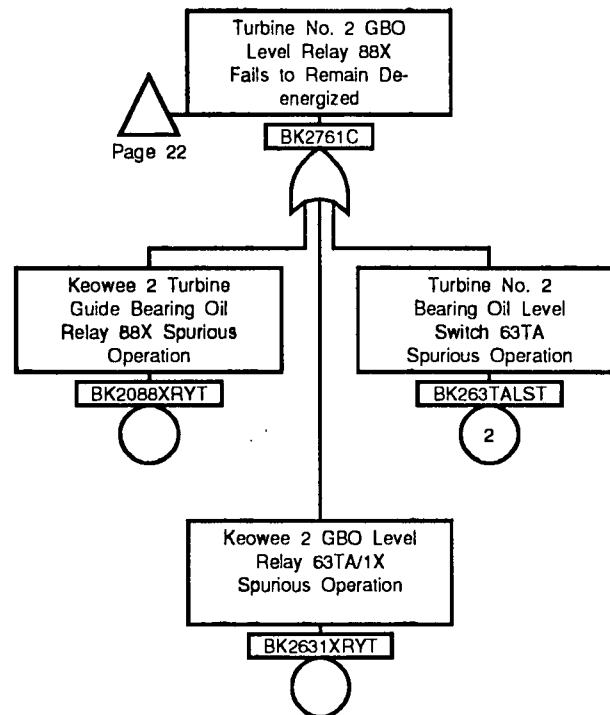 Turbine No. 2 GBO
Level Relay 88X
Fails to Remain De-
energized
Page 22
BK2761C
Keowee 2 Turbine
Guide Bearing Oil
Relay 88X Spurious
Operation
BK2088XRYT
Turbine No. 2
Bearing Oil Level
Switch 63TA
Spurious Operation
BK263TALST
2
Keowee 2 GBO Level
Relay 63TA/1X
Spurious Operation
BK2631XRYT